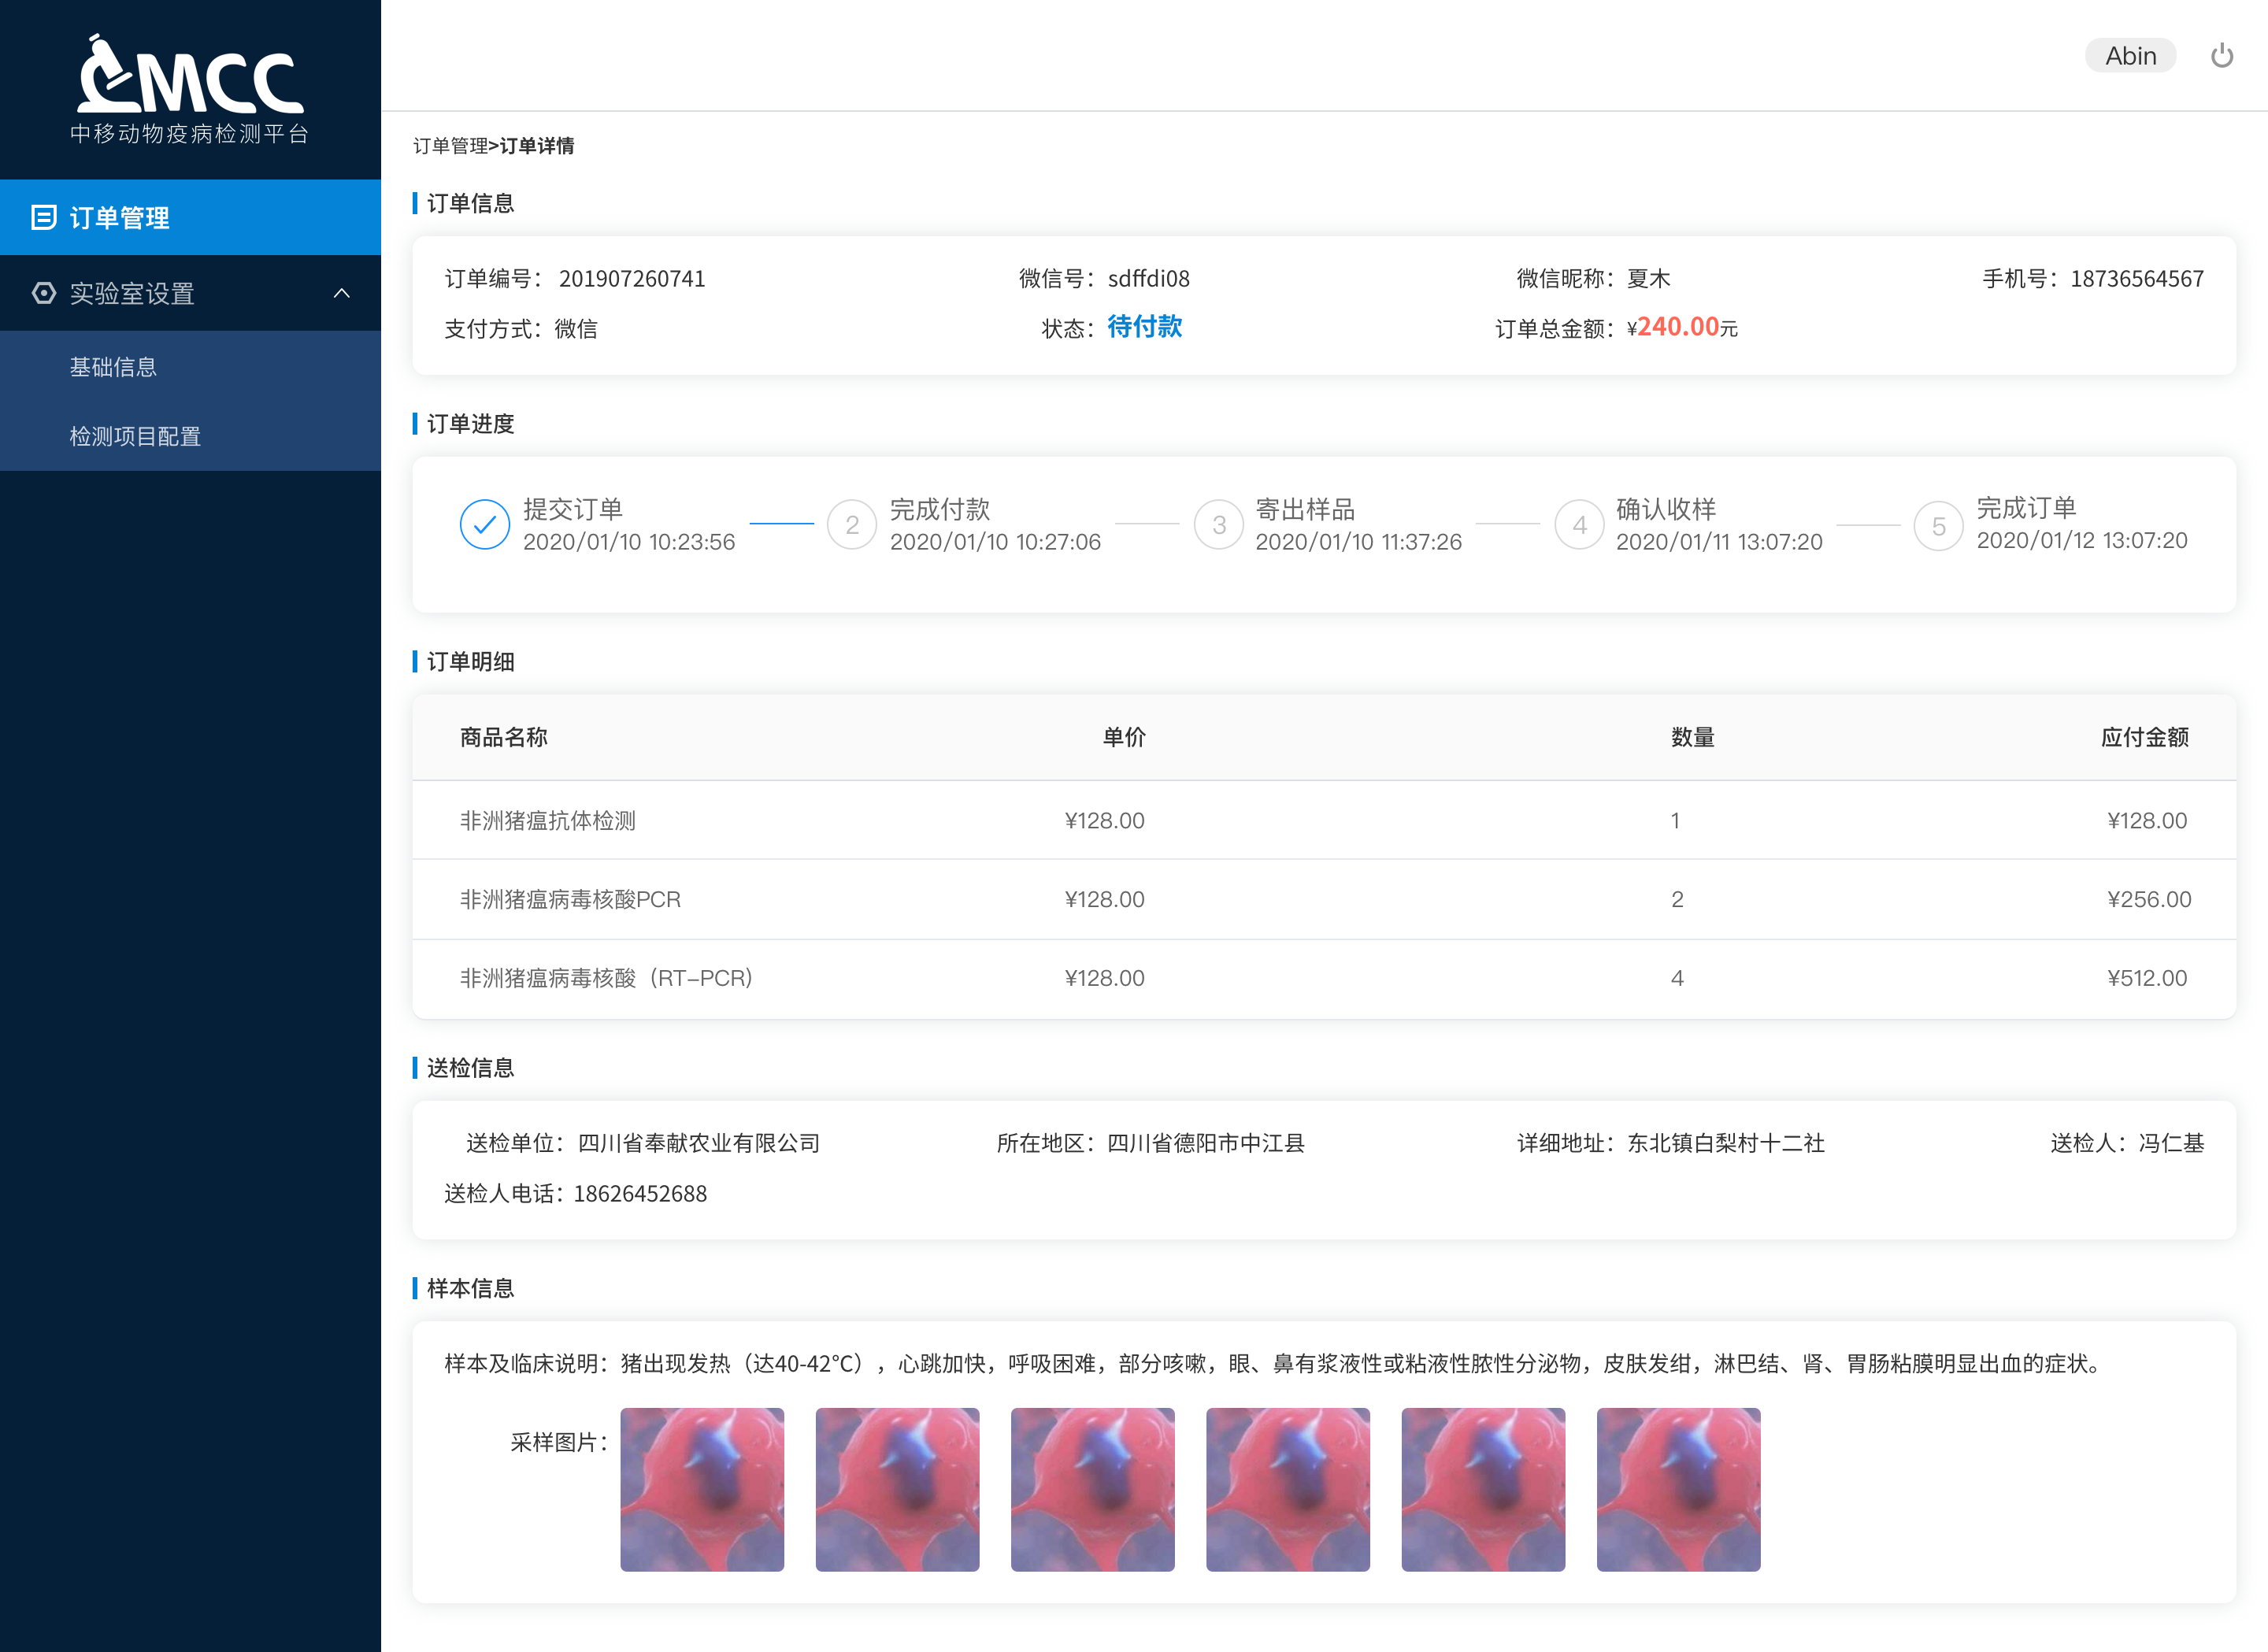 MCC
中移动物疫病检测平台
Abin
订单管理
实验室设置
基础信息
检测项目配置
订单管理>订单详情
订单信息
订单编号： 201907260741 微信号：sdffdi08 微信昵称：夏木 手机号：18736564567
支付方式：微信 状态：待付款 订单总金额：¥240.00元
订单进度
提交订单 2 完成付款 3 寄出样品 4 确认收样 5 完成订单
2020/01/10 10:23:56 2020/01/10 10:27:06 2020/01/10 11:37:26 2020/01/11 13:07:20 2020/01/12 13:07:20
订单明细
商品名称 单价 数量 应付金额
非洲猪瘟抗体检测 ¥128.00 1 ¥128.00
非洲猪瘟病毒核酸PCR ¥128.00 2 ¥256.00
非洲猪瘟病毒核酸（RT-PCR） ¥128.00 4 ¥512.00
送检信息
送检单位：四川省奉献农业有限公司 所在地区：四川省德阳市中江县 详细地址：东北镇白梨村十二社 送检人：冯仁基
送检人电话：18626452688
样本信息
样本及临床说明：猪出现发热（达40-42℃），心跳加快，呼吸困难，部分咳嗽，眼、鼻有浆液性或粘液性脓性分泌物，皮肤发绀，淋巴结、肾、胃肠粘膜明显出血的症状。
采样图片：